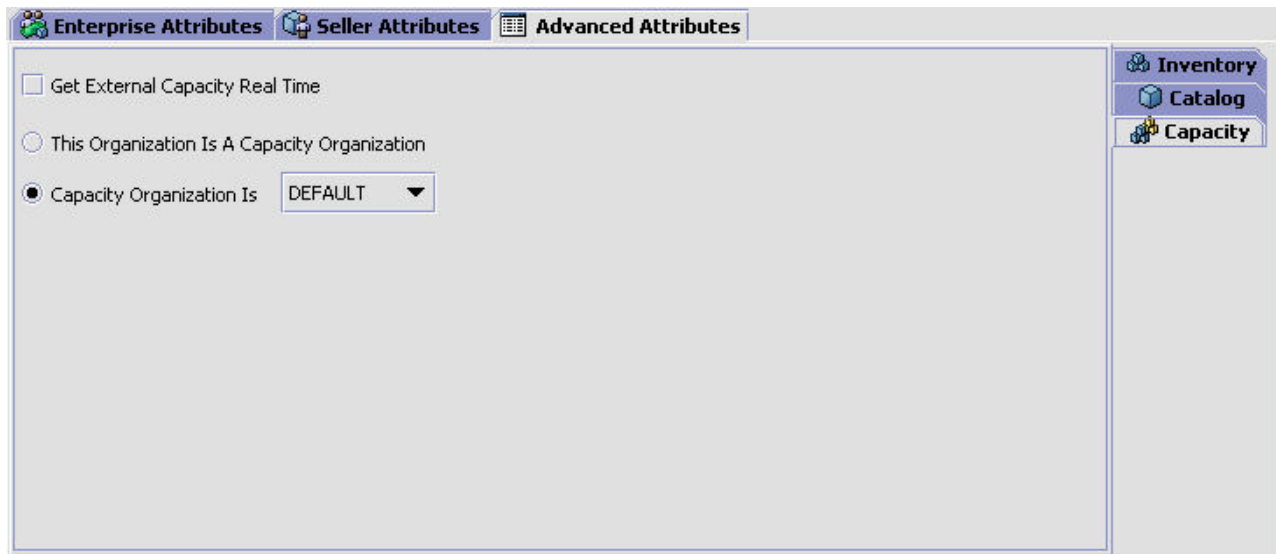 Enterprise Attributes Seller Attributes Advanced Attributes
Inventory
Catalog
Capacity
Get External Capacity Real Time
This Organization Is A Capacity Organization
Capacity Organization Is DEFAULT